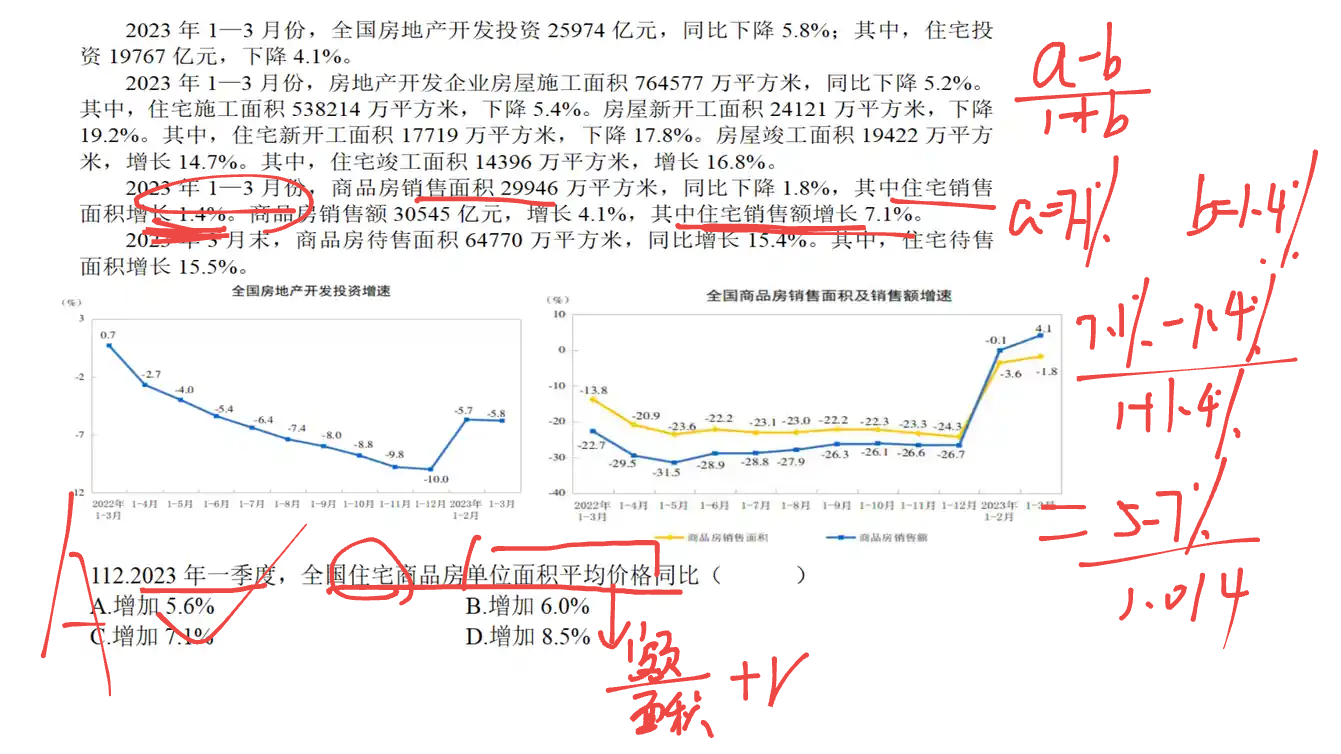 2023 年 1—3 月份，全国房地产开发投资 25974 亿元，同比下降 5.8%；其中，住宅投
资 19767 亿元，下降 4.1%。
2023 年 1—3 月份，房地产开发企业房屋施工面积 764577 万平方米，同比下降 5.2%。
其中，住宅施工面积 538214 万平方米，下降 5.4%。房屋新开工面积 24121 万平方米，下降
19.2%。其中，住宅新开工面积 17719 万平方米，下降 17.8%。房屋竣工面积 19422 万平方
米，增长 14.7%。其中，住宅竣工面积 14396 万平方米，增长 16.8%。
2023 年 1—3 月份，商品房销售面积 29946 万平方米，同比下降 1.8%，其中住宅销售
面积增长 1.4%。商品房销售额 30545 亿元，增长 4.1%，其中住宅销售额增长 7.1%。
2023 年 3 月末，商品房待售面积 64770 万平方米，同比增长 15.4%。其中，住宅待售
面积增长 15.5%。
a-b
1+b
a=7.1% b=1.4%
7.1%-1.4%
1+1.4%
=5.7%
1.014
全国房地产开发投资增速
(%)
3
-2
-7
-12
0.7
-2.7
-4.0
-5.4
-6.4
-7.4
-8.0
-8.8
-9.8
-10.0
-5.7
-5.8
2022年 1-4月 1-5月 1-6月 1-7月 1-8月 1-9月 1-10月 1-11月 1-12月 2023年 1-3月
1-3月 1-2月
全国商品房销售面积及销售额增速
(%)
10
0
-10
-20
-30
-40
-13.8 -20.9 -23.6 -22.2 -23.1 -23.0 -22.2 -22.3 -23.3 -24.3 -3.6 -1.8
-22.7 -29.5 -31.5 -28.9 -28.8 -27.9 -26.3 -26.1 -26.6 -26.7 -0.1 4.1
2022年 1-4月 1-5月 1-6月 1-7月 1-8月 1-9月 1-10月 1-11月 1-12月 2023年 1-3月
1-3月 1-2月
商品房销售面积 商品房销售额
112.2023 年一季度，全国住宅商品房单位面积平均价格同比（ ）
A.增加 5.6% B.增加 6.0%
C.增加 7.1% D.增加 8.5%
额
面积
+r